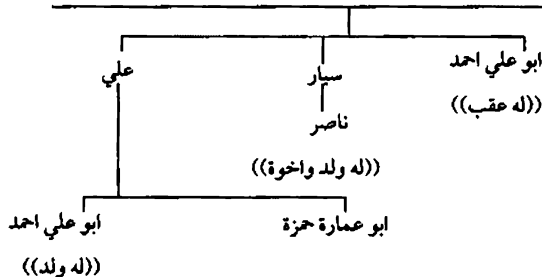 ابو علي احمد
سيار
علي
((له عقب))
ناصر
((له ولد واخوة))
ابو عمارة حمزة
ابو علي احمد
((له ولد))